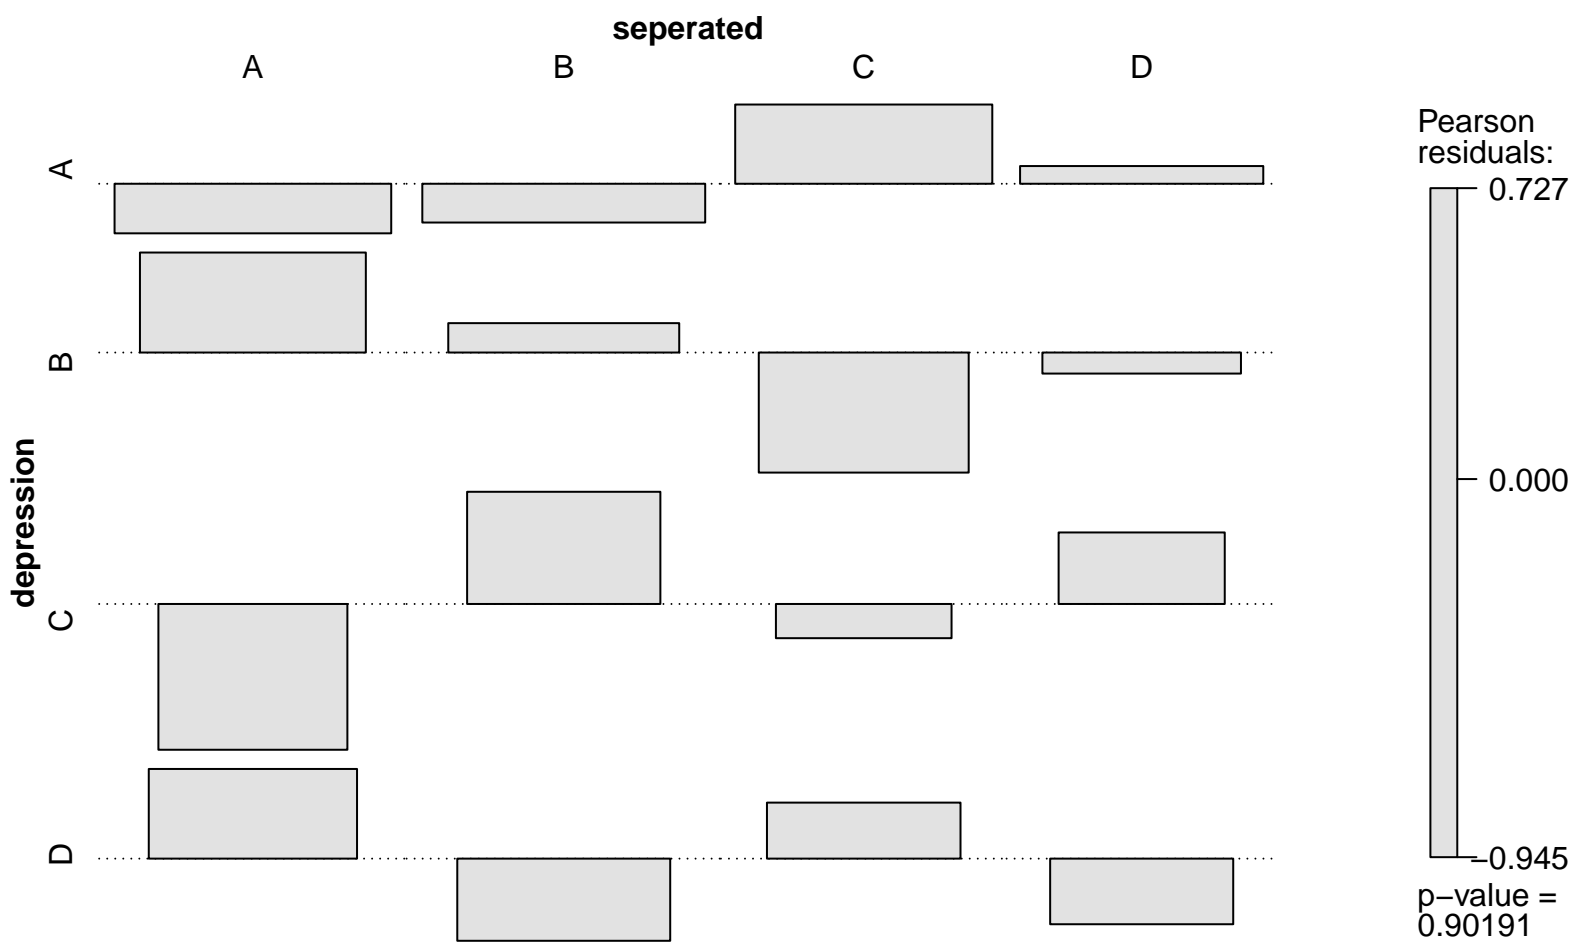 seperated
A B C D
A
B
C
D
depression
Pearson
residuals:
0.727
0.000
−0.945
p−value =
0.90191